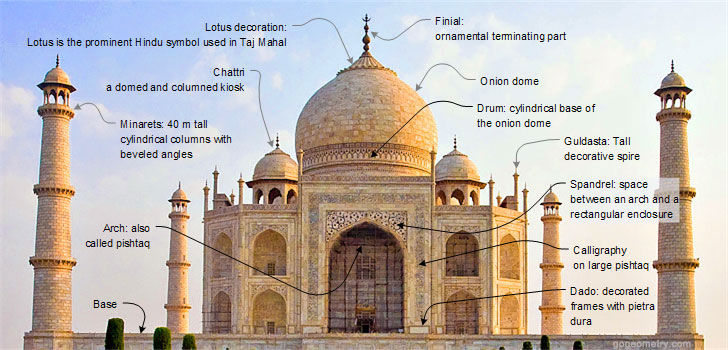 Lotus decoration:
Lotus is the prominent Hindu symbol used in Taj Mahal
Finial:
ornamental terminating part
Chattri
a domed and columned kiosk
Onion dome
Minarets: 40 m tall
cylindrical columns with
beveled angles
Drum: cylindrical base of
the onion dome
Guldasta: Tall
decorative spire
Spandrel: space
between an arch and a
rectangular enclosure
Arch: also
called pishtaq
Calligraphy
on large pishtaq
Base
Dado: decorated
frames with pietra
dura
gogeometry.com